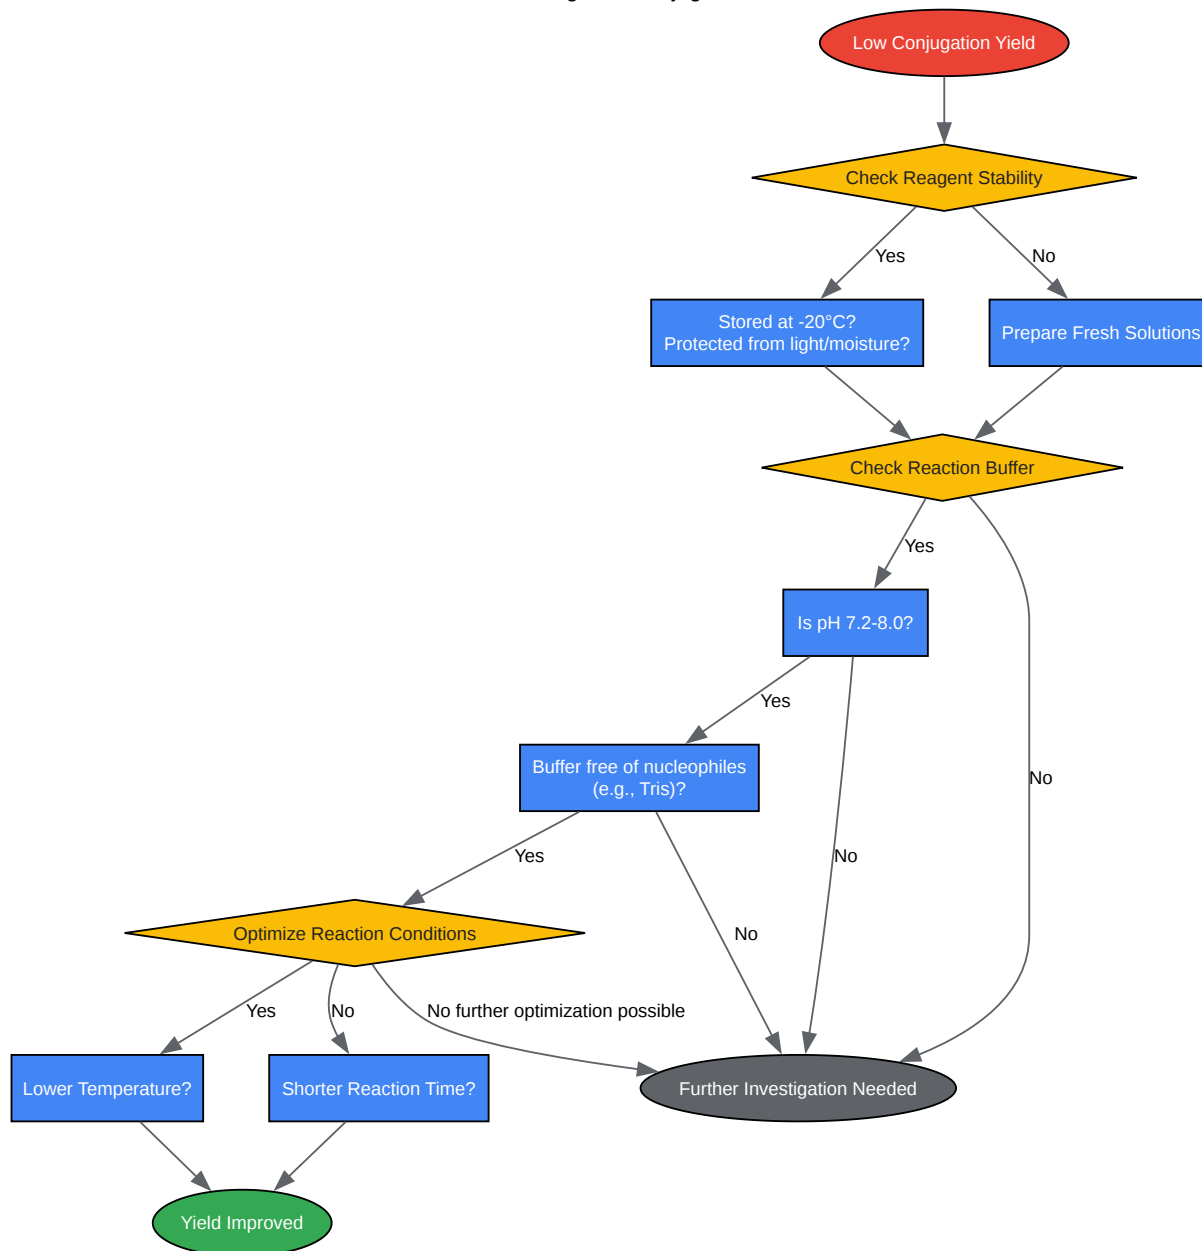 Low Conjugation Yield
Check Reagent Stability
Yes
No
Stored at -20°C?
Protected from light/moisture?
Prepare Fresh Solutions
Check Reaction Buffer
Yes
Is pH 7.2-8.0?
Yes
Buffer free of nucleophiles
(e.g., Tris)?
No
Yes
No
No
Optimize Reaction Conditions
Yes
No
No further optimization possible
Lower Temperature?
Shorter Reaction Time?
Further Investigation Needed
Yield Improved